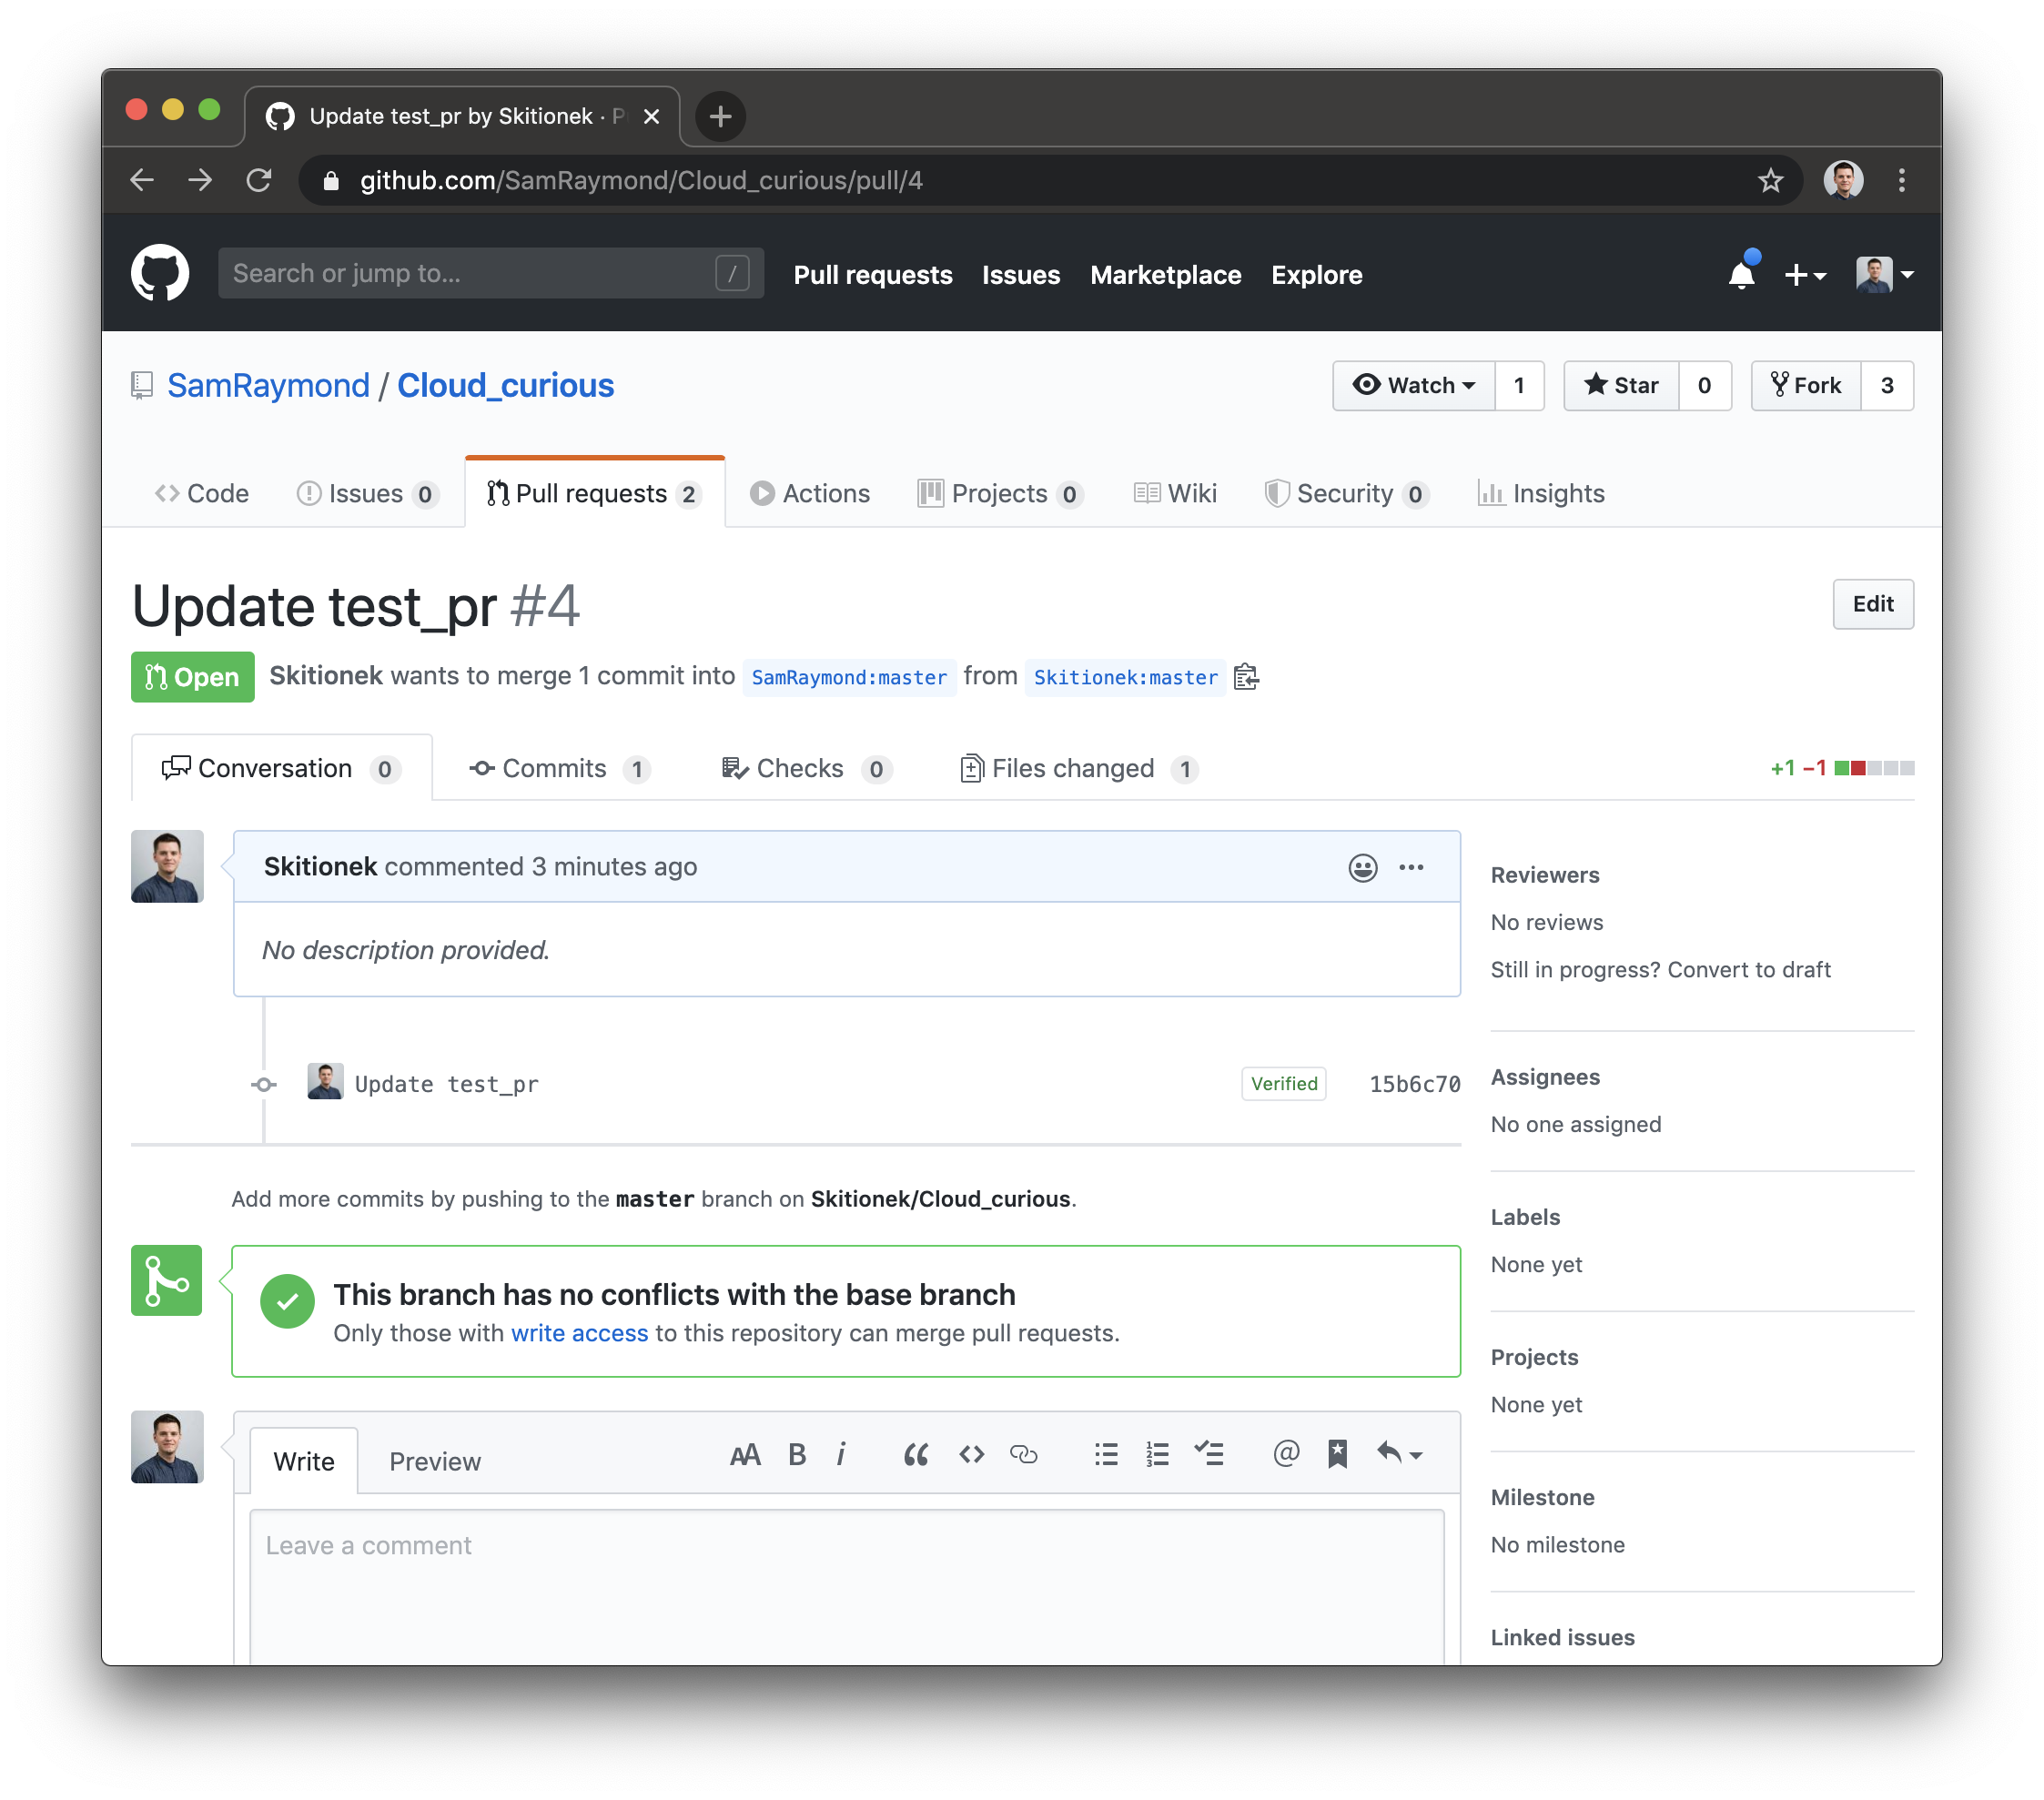 Update test_pr by Skitionek · P
github.com/SamRaymond/Cloud_curious/pull/4
Search or jump to... /
Pull requests Issues Marketplace Explore
SamRaymond / Cloud_curious
Watch 1 Star 0 Fork 3
Code Issues 0 Pull requests 2 Actions Projects 0 Wiki Security 0 Insights
Update test_pr #4
Edit
Open Skitionek wants to merge 1 commit into SamRaymond:master from Skitionek:master
Conversation 0 Commits 1 Checks 0 Files changed 1 +1 −1
Skitionek commented 3 minutes ago
No description provided.
Update test_pr Verified 15b6c70
Add more commits by pushing to the master branch on Skitionek/Cloud_curious.
This branch has no conflicts with the base branch
Only those with write access to this repository can merge pull requests.
Write Preview AA B i
Leave a comment
Reviewers
No reviews
Still in progress? Convert to draft
Assignees
No one assigned
Labels
None yet
Projects
None yet
Milestone
No milestone
Linked issues